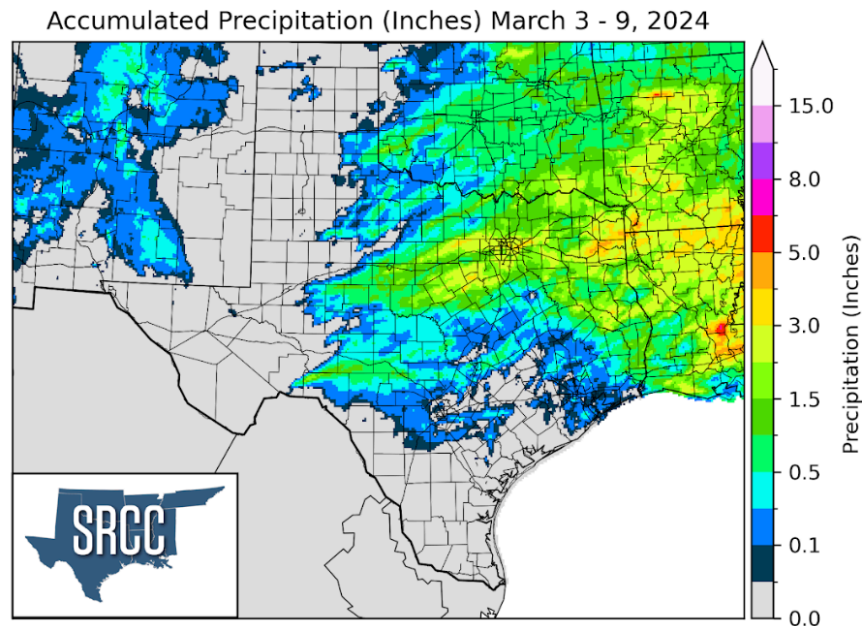 Accumulated Precipitation (Inches) March 3 - 9, 2024
15.0
8.0
5.0
3.0
1.5
0.5
0.1
0.0
Precipitation (Inches)
SRCC